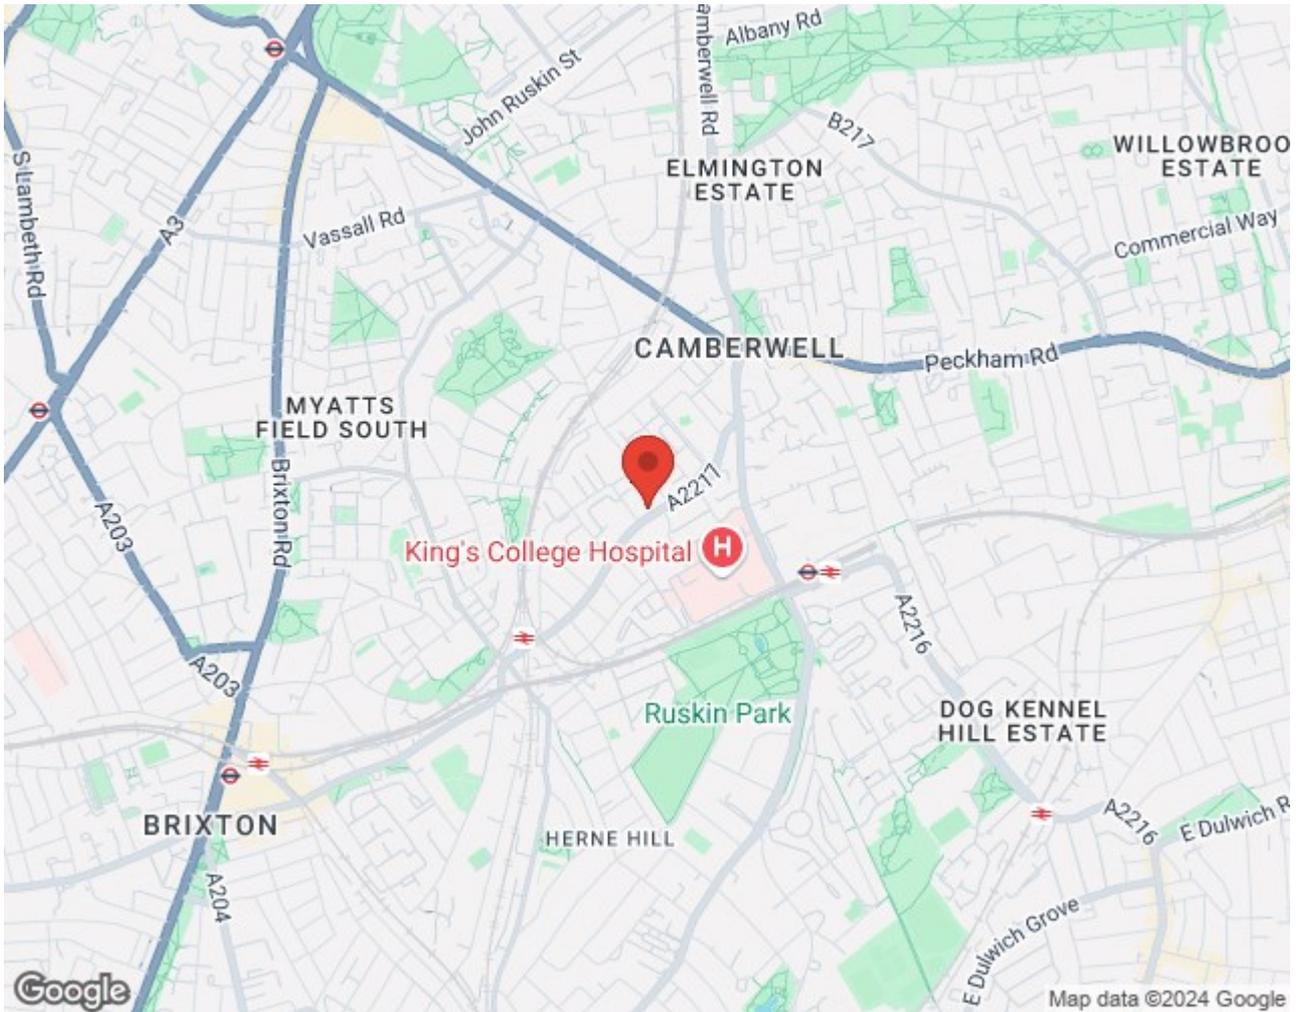 Albany Rd
amberwell Rd
John Ruskin St
B217
WILLOWBROO
ESTATE
ELMINGTON
ESTATE
S Lambeth Rd
A3
Vassall Rd
Commercial Way
CAMBERWELL
Peckham Rd
MYATTS
FIELD SOUTH
Brixton Rd
A203
A2217
King's College Hospital
H
A2216
A203
Ruskin Park
DOG KENNEL
HILL ESTATE
BRIXTON
HERNE HILL
A2216
E Dulwich R
A204
E Dulwich Grove
Google
Map data ©2024 Google